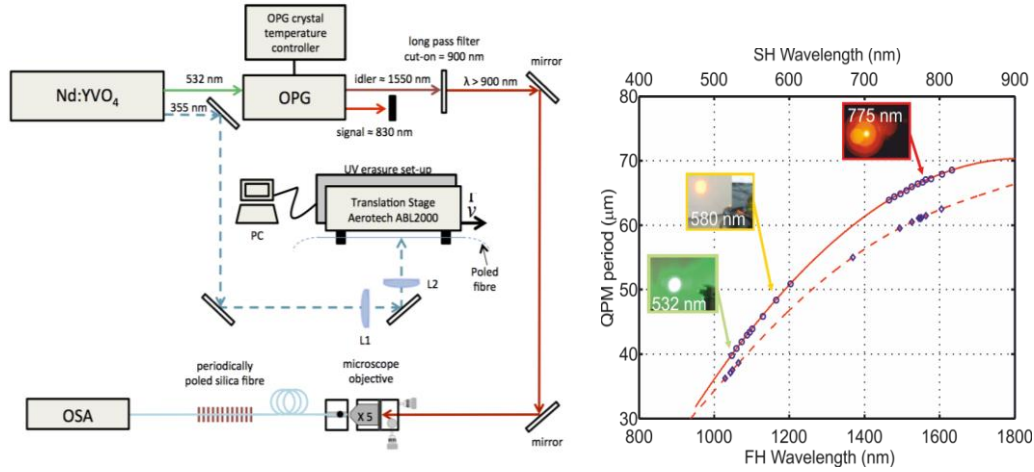 OPG crystal
temperature
controller
long pass filter
cut-on = 900 nm
mirror
Nd:YVO₄
532 nm
355 nm
OPG
idler ≈ 1550 nm
λ > 900 nm
signal ≈ 830 nm
UV erasure set-up
Translation Stage
Aerotech ABL2000
v
PC
Poled
fibre
L2
L1
periodically
poled silica fibre
microscope
objective
OSA
X 5
mirror
SH Wavelength (nm)
400 500 600 700 800 900
80
70
60
50
40
30
QPM period (μm)
775 nm
580 nm
532 nm
800 1000 1200 1400 1600 1800
FH Wavelength (nm)